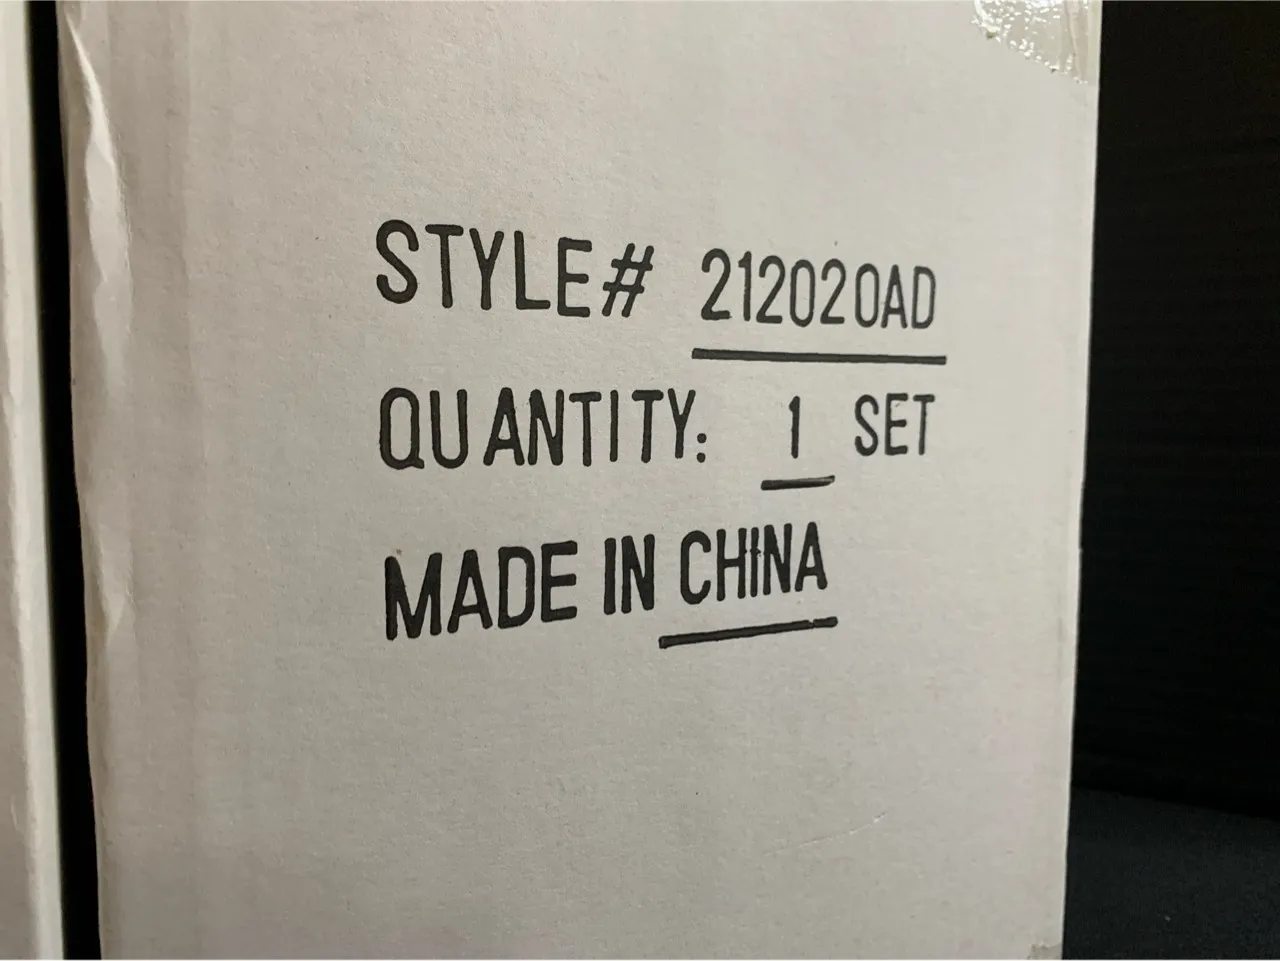 STYLE# 212020AD
QUANTITY: 1 SET
MADE IN CHINA